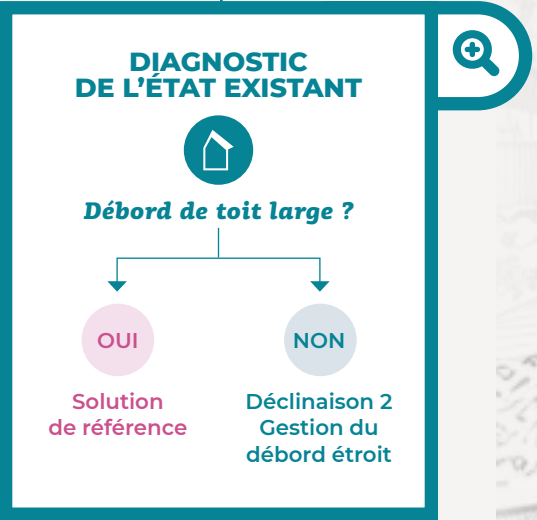 DIAGNOSTIC
DE L'ÉTAT EXISTANT
Débord de toit large ?
OUI
NON
Solution
de référence
Déclinaison 2
Gestion du
débord étroit